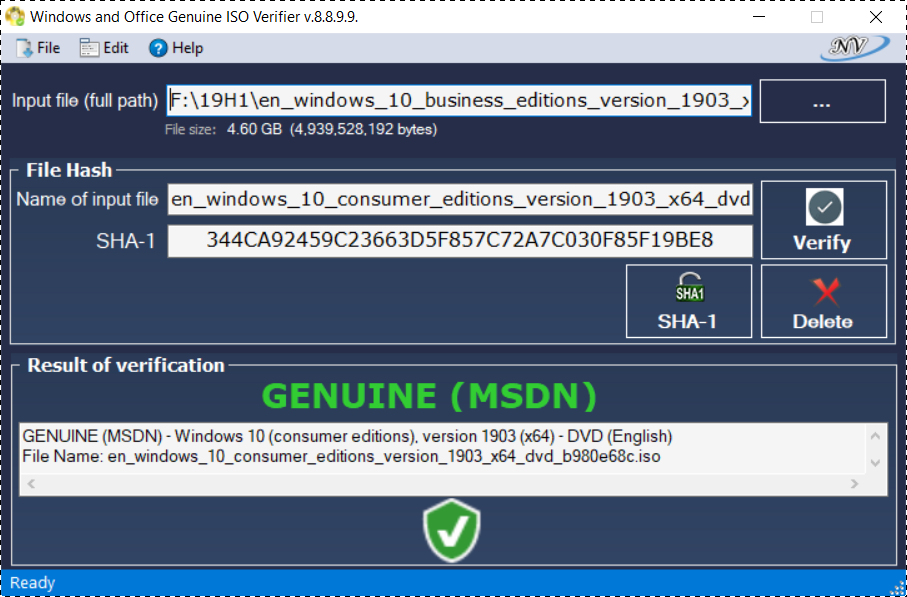 Windows and Office Genuine ISO Verifier v.8.8.9.9.
File Edit Help
NV
Input file (full path) F:\19H1\en_windows_10_business_editions_version_1903_x ...
File size: 4.60 GB (4,939,528,192 bytes)
File Hash
Name of input file en_windows_10_consumer_editions_version_1903_x64_dvd
Verify
SHA-1 344CA92459C23663D5F857C72A7C030F85F19BE8
SHA1
SHA-1 Delete
Result of verification
GENUINE (MSDN)
GENUINE (MSDN) - Windows 10 (consumer editions), version 1903 (x64) - DVD (English)
File Name: en_windows_10_consumer_editions_version_1903_x64_dvd_b980e68c.iso
Ready